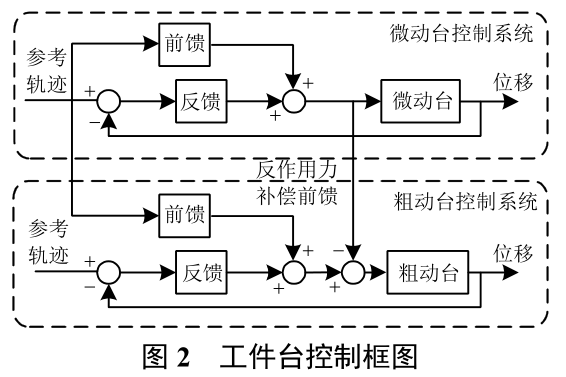 前馈
微动台控制系统
参考
轨迹
+
+
位移
反馈
微动台
−
+
反作用力
补偿前馈
前馈
粗动台控制系统
参考
轨迹
+
+
−
位移
反馈
粗动台
−
+
+
图 2 工件台控制框图